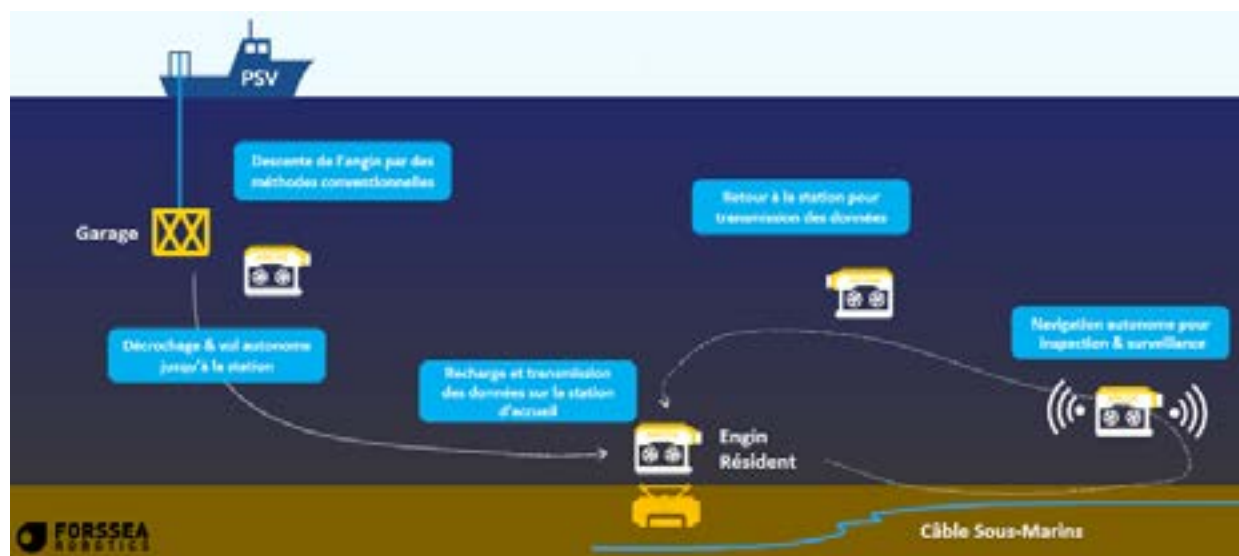 PSV
Descente de l'engin par des
méthodes conventionnelles
Garage
Retour à la station pour
transmission des données
Décrochage & vol autonome
jusqu'à la station
Navigation autonome pour
inspection & surveillance
Recharge et transmission
des données sur la station
d'accueil
Engin
Résident
Câble Sous-Marins
FORSSEA
ROBOTICS